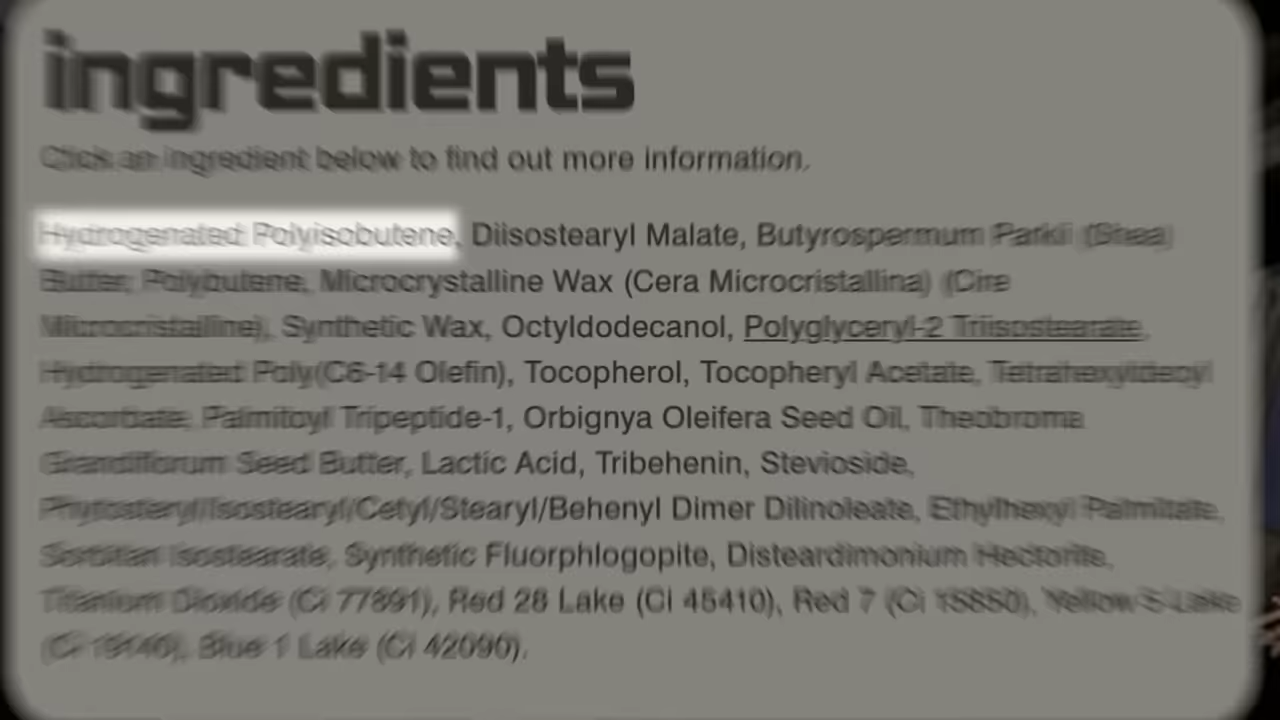 ingredients
Click an ingredient below to find out more information.
Hydrogenated Polyisobutene, Diisostearyl Malate, Butyrospermum Parkii (Shea)
Butter, Polybutene, Microcrystalline Wax (Cera Microcristallina) (Cire
Microcristalline), Synthetic Wax, Octyldodecanol, Polyglyceryl-2 Triisostearate,
Hydrogenated Poly(C6-14 Olefin), Tocopherol, Tocopheryl Acetate, Tetrahexyldecyl
Ascorbate, Palmitoyl Tripeptide-1, Orbignya Oleifera Seed Oil, Theobroma
Grandiflorum Seed Butter, Lactic Acid, Tribehenin, Stevioside,
Phytosteryl/Isostearyl/Cetyl/Stearyl/Behenyl Dimer Dilinoleate, Ethylhexyl Palmitate,
Sorbitan Isostearate, Synthetic Fluorphlogopite, Disteardimonium Hectorite,
Titanium Dioxide (CI 77891), Red 28 Lake (CI 45410), Red 7 (CI 15850), Yellow 5 Lake
(CI 19140), Blue 1 Lake (CI 42090).